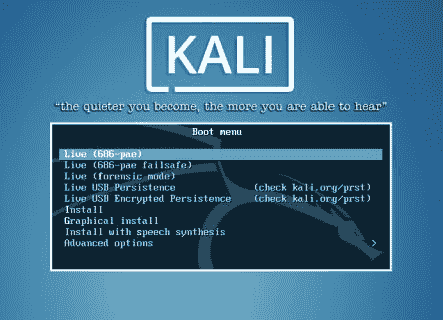 KALI
“the quieter you become, the more you are able to hear”
Boot menu
Live (686-pae)
Live (686-pae failsafe)
Live (forensic mode)
Live USB Persistence (check kali.org/prst)
Live USB Encrypted Persistence (check kali.org/prst)
Install
Graphical install
Install with speech synthesis
Advanced options >